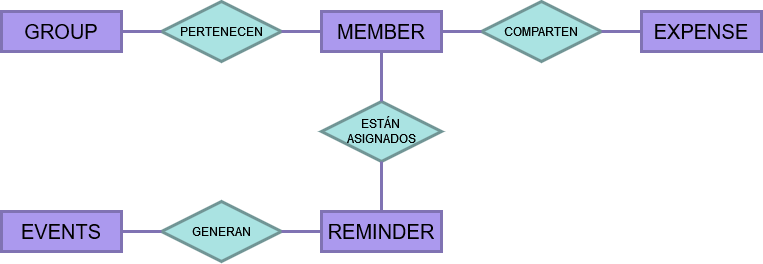 GROUP
PERTENECEN
MEMBER
COMPARTEN
EXPENSE
ESTÁN
ASIGNADOS
EVENTS
GENERAN
REMINDER